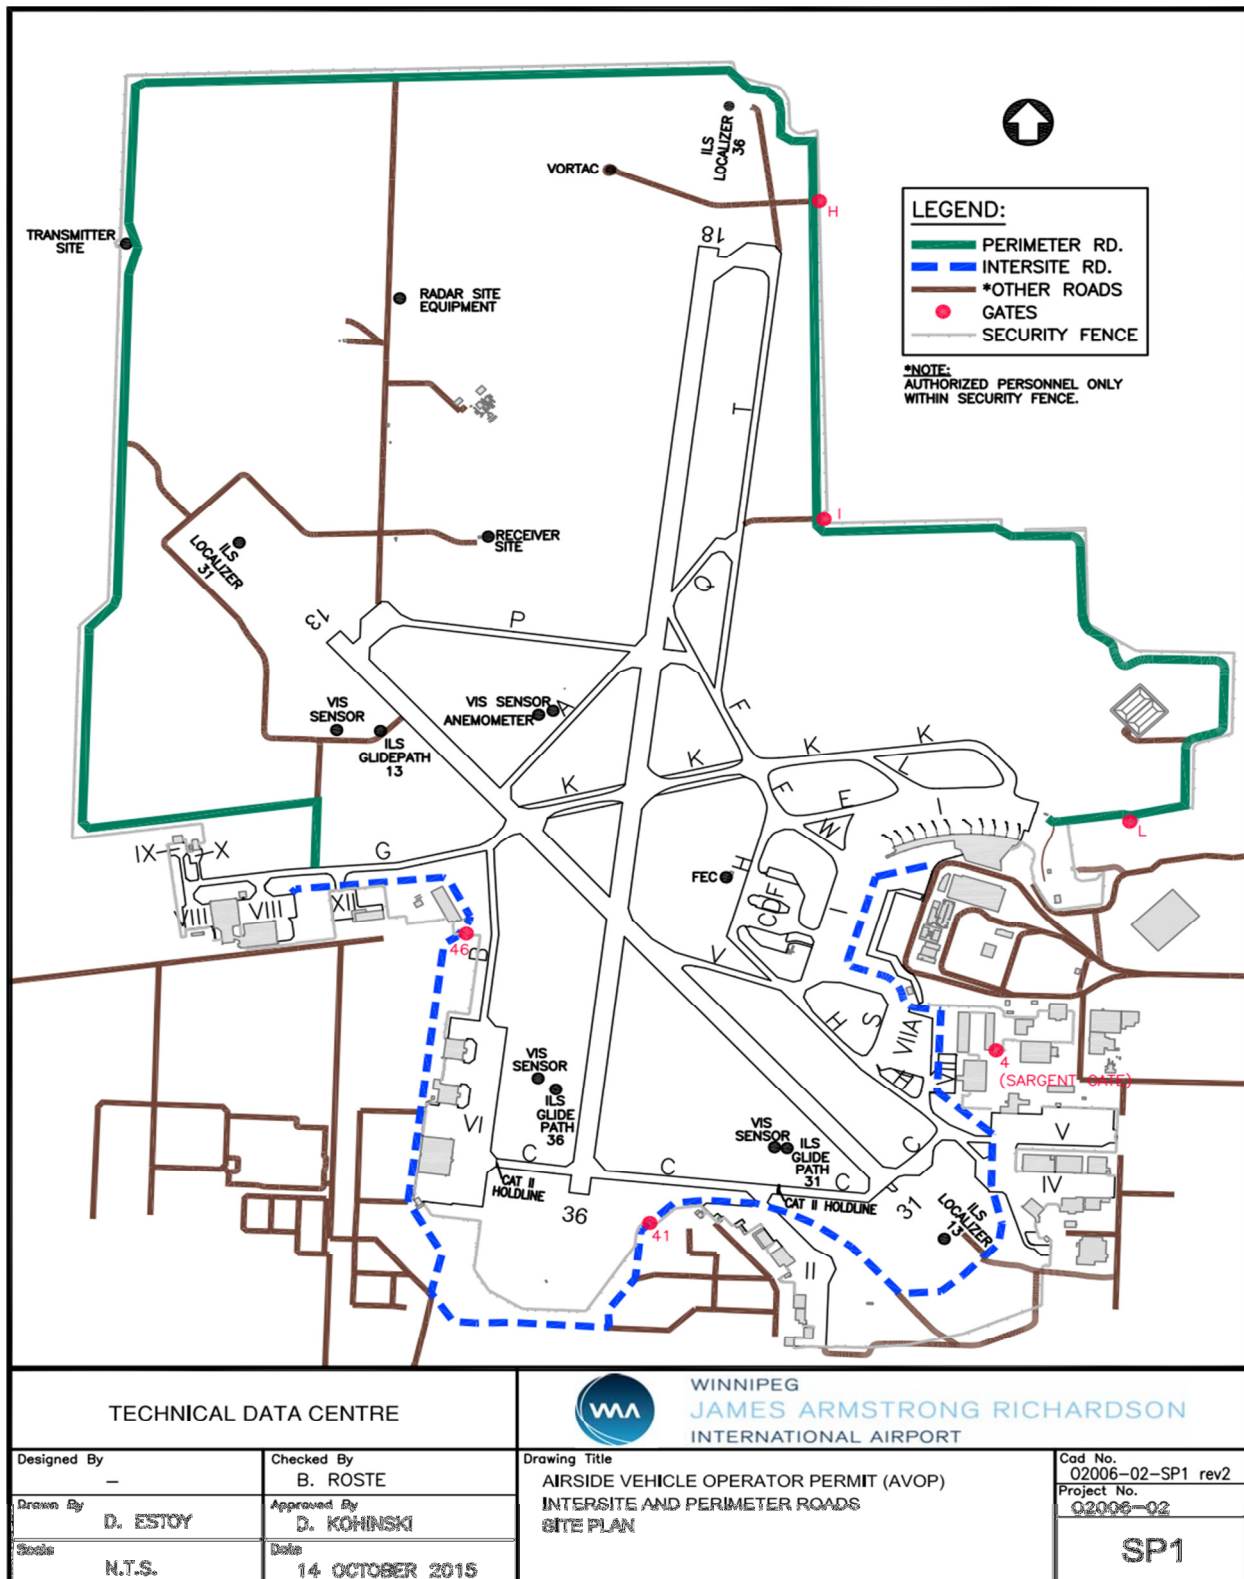 ILS
LOCALIZER
36
VORTAC
H
LEGEND:
PERIMETER RD.
INTERSITE RD.
*OTHER ROADS
GATES
SECURITY FENCE
*NOTE:
AUTHORIZED PERSONNEL ONLY
WITHIN SECURITY FENCE.
TRANSMITTER
SITE
18
RADAR SITE
EQUIPMENT
T
I
RECEIVER
SITE
ILS
LOCALIZER
31
Q
13
P
VIS SENSOR
ANEMOMETER
A
VIS
SENSOR
ILS
GLIDEPATH
13
F
K
K
K
K
L
F
E
I
W
L
IX
X
G
H
FEC
VIII
VIII
XII
C
D
F
I
46
B
V
H
S
VIIA
VIII
4
(SARGENT GATE)
VIS
SENSOR
ILS
GLIDE
PATH
36
VI
VIS
SENSOR
ILS
GLIDE
PATH
31
C
C
C
C
V
IV
CAT II
HOLDLINE
CAT II HOLDLINE
P
36
31
ILS
LOCALIZER
13
41
II
TECHNICAL DATA CENTRE
WAA
WINNIPEG
JAMES ARMSTRONG RICHARDSON
INTERNATIONAL AIRPORT
Designed By
–
Checked By
B. ROSTE
Drawing Title
AIRSIDE VEHICLE OPERATOR PERMIT (AVOP)
INTERSITE AND PERIMETER ROADS
SITE PLAN
Cad No.
02006-02-SP1 rev2
Project No.
02006-02
Drawn By
D. ESTOY
Approved By
D. KOHINSKI
Scale
N.T.S.
Date
14 OCTOBER 2015
SP1